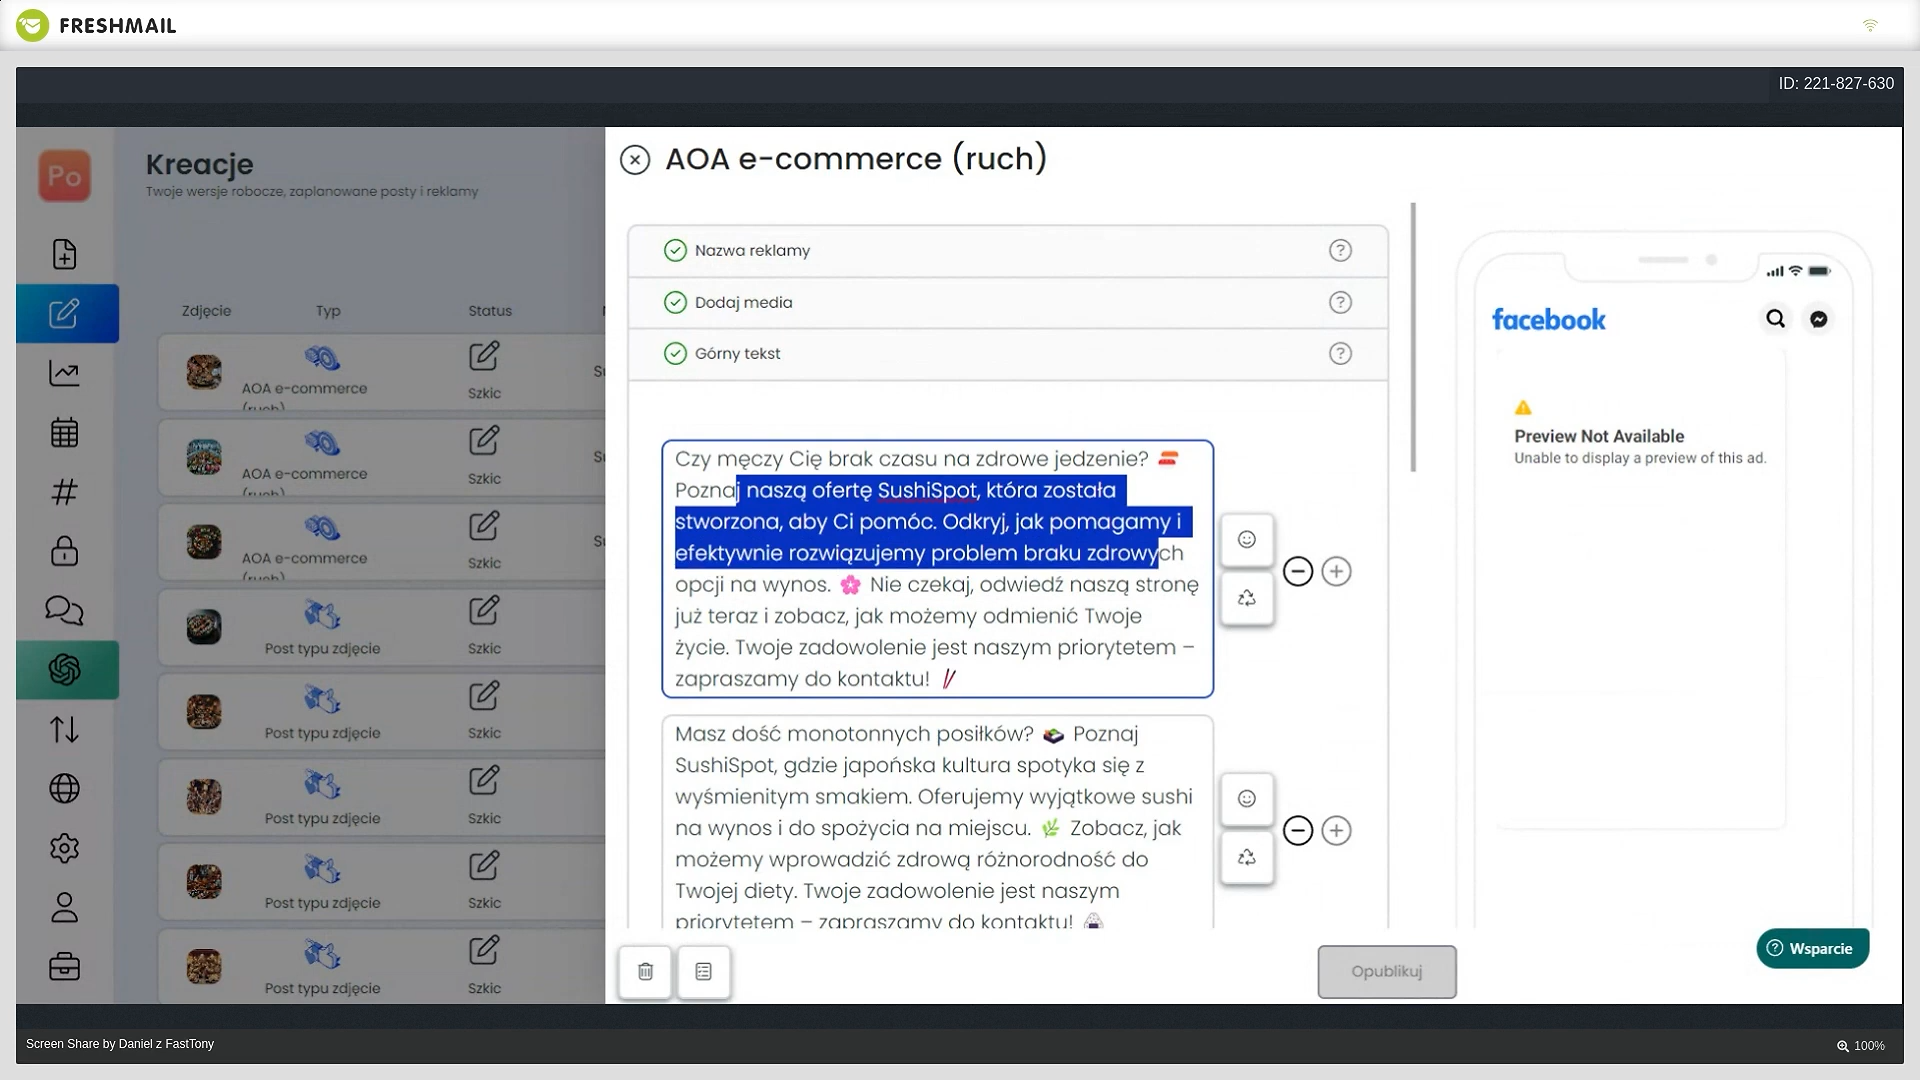 FRESHMAIL
ID: 221-827-630
Po
Kreacje
Twoje wersje robocze, zaplanowane posty i reklamy
Zdjęcie Typ Status
AOA e-commerce
(ruch)
Szkic
AOA e-commerce
(ruch)
Szkic
AOA e-commerce
(ruch)
Szkic
Post typu zdjęcie Szkic
Post typu zdjęcie Szkic
Post typu zdjęcie Szkic
Post typu zdjęcie Szkic
Post typu zdjęcie Szkic
AOA e-commerce (ruch)
Nazwa reklamy
Dodaj media
Górny tekst
Czy męczy Cię brak czasu na zdrowe jedzenie? 🍣
Poznaj naszą ofertę SushiSpot, która została
stworzona, aby Ci pomóc. Odkryj, jak pomagamy i
efektywnie rozwiązujemy problem braku zdrowych
opcji na wynos. 🌸 Nie czekaj, odwiedź naszą stronę
już teraz i zobacz, jak możemy odmienić Twoje
życie. Twoje zadowolenie jest naszym priorytetem –
zapraszamy do kontaktu! 🥢
Masz dość monotonnych posiłków? 🍱 Poznaj
SushiSpot, gdzie japońska kultura spotyka się z
wyśmienitym smakiem. Oferujemy wyjątkowe sushi
na wynos i do spożycia na miejscu. 🌿 Zobacz, jak
możemy wprowadzić zdrową różnorodność do
Twojej diety. Twoje zadowolenie jest naszym
priorytetem – zapraszamy do kontaktu! 🍙
Opublikuj
facebook
Preview Not Available
Unable to display a preview of this ad.
Wsparcie
Screen Share by Daniel z FastTony
100%